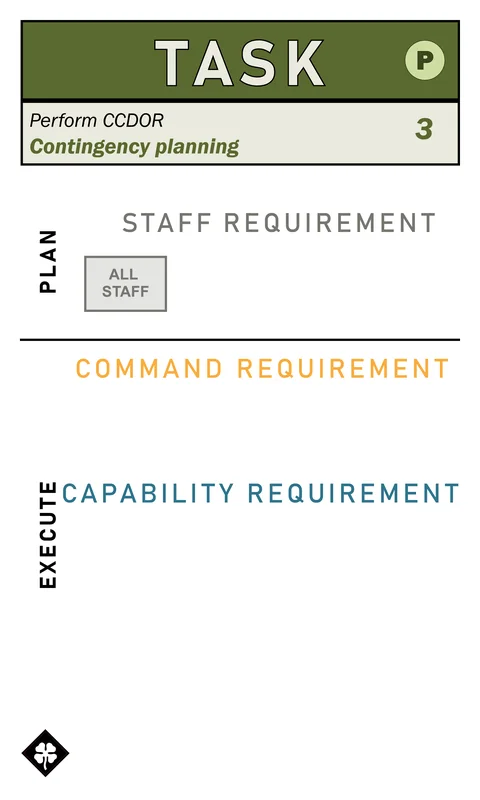 TASK
P
Perform CCDOR
3
Contingency planning
PLAN
STAFF REQUIREMENT
ALL
STAFF
COMMAND REQUIREMENT
EXECUTE
CAPABILITY REQUIREMENT